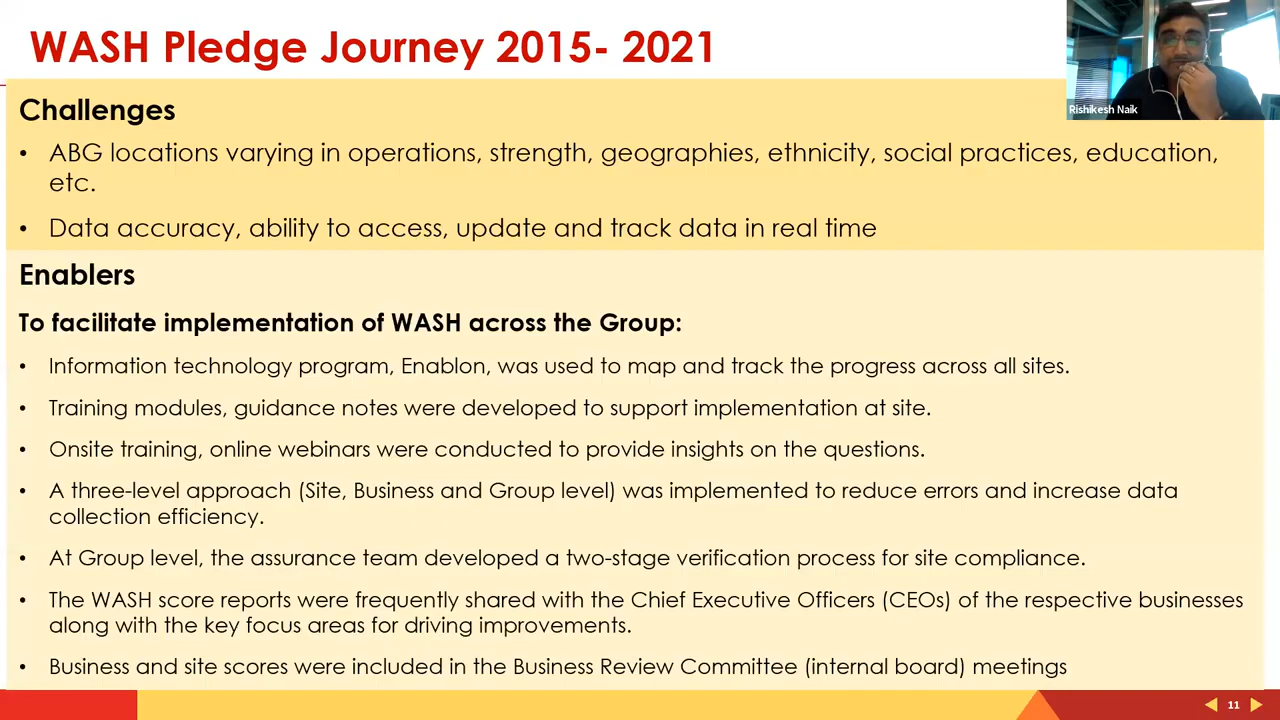 WASH Pledge Journey 2015- 2021
Rishikesh Naik
Challenges
• ABG locations varying in operations, strength, geographies, ethnicity, social practices, education,
etc.
• Data accuracy, ability to access, update and track data in real time
Enablers
To facilitate implementation of WASH across the Group:
• Information technology program, Enablon, was used to map and track the progress across all sites.
• Training modules, guidance notes were developed to support implementation at site.
• Onsite training, online webinars were conducted to provide insights on the questions.
• A three-level approach (Site, Business and Group level) was implemented to reduce errors and increase data
collection efficiency.
• At Group level, the assurance team developed a two-stage verification process for site compliance.
• The WASH score reports were frequently shared with the Chief Executive Officers (CEOs) of the respective businesses
along with the key focus areas for driving improvements.
• Business and site scores were included in the Business Review Committee (internal board) meetings
11